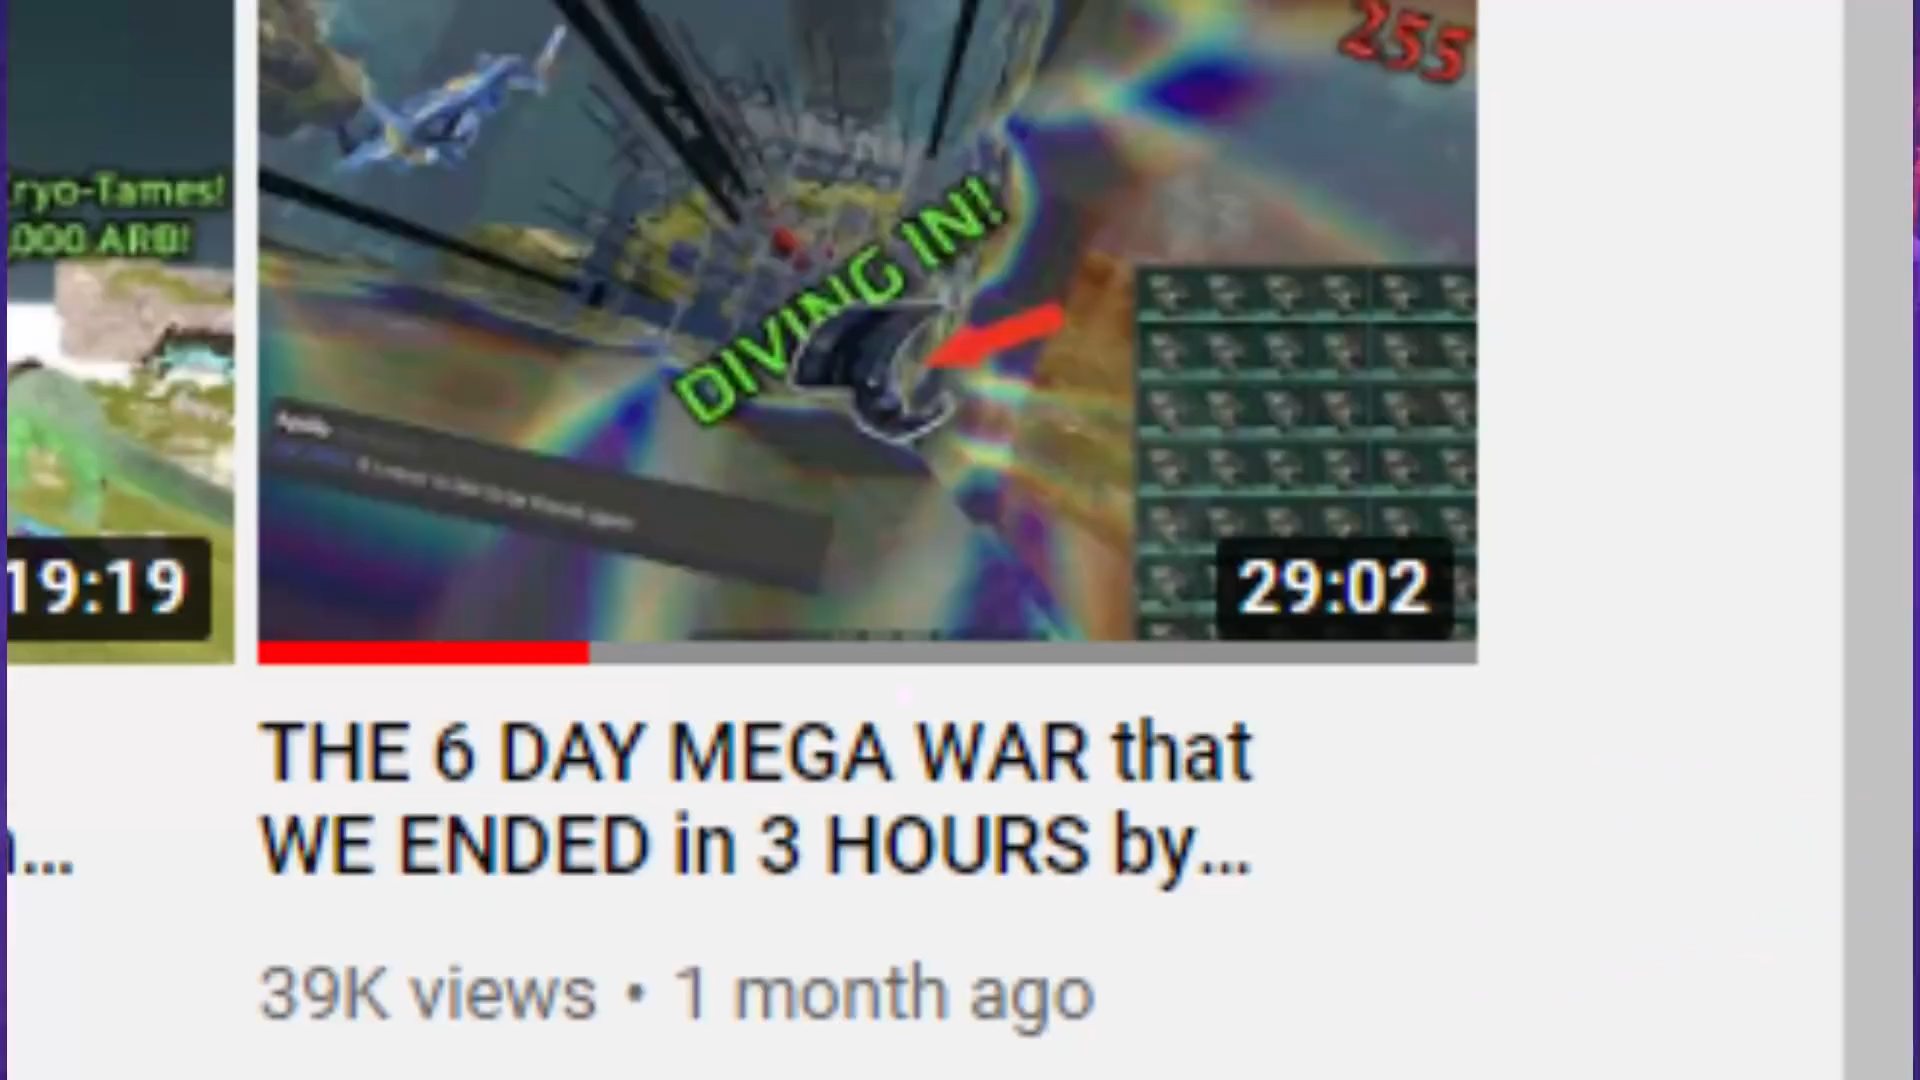 ryo-Tames!
,000 ARB!
19:19
...
255
DIVING IN!
29:02
THE 6 DAY MEGA WAR that
WE ENDED in 3 HOURS by...
39K views • 1 month ago